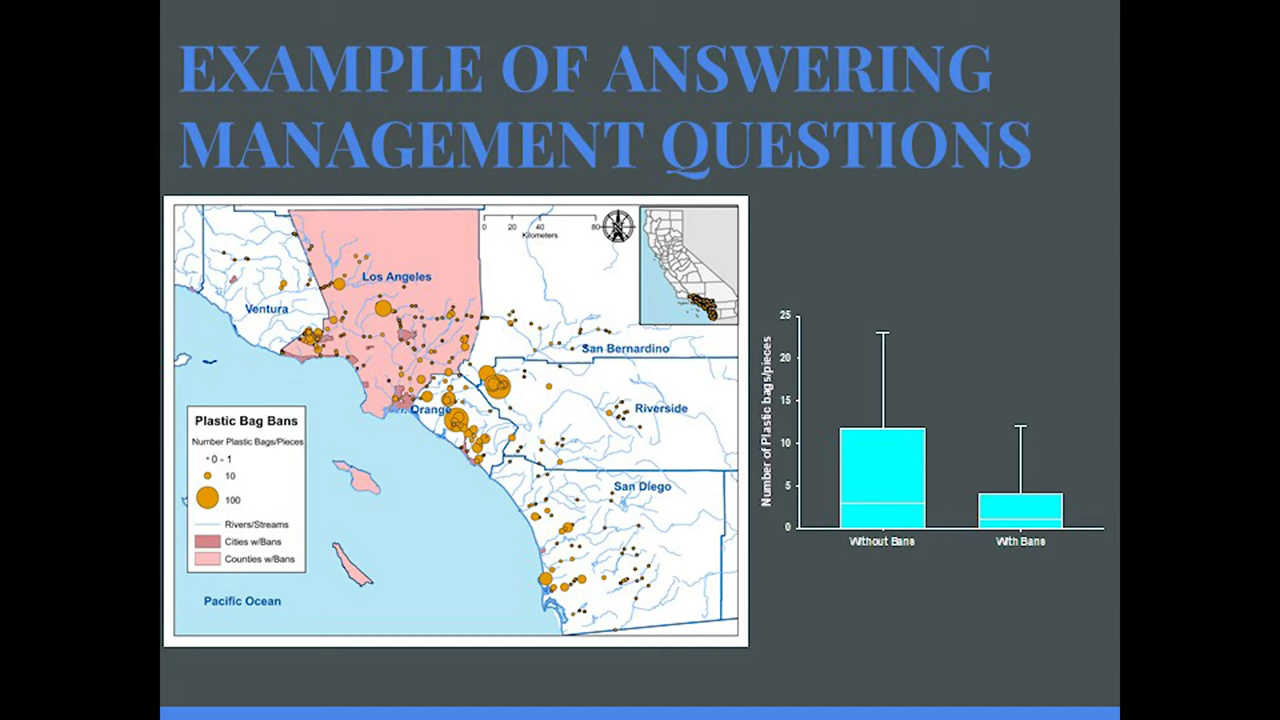 EXAMPLE OF ANSWERING
MANAGEMENT QUESTIONS
0 20 40 80
Kilometers
Los Angeles
Ventura
San Bernardino
Orange
Riverside
San Diego
Plastic Bag Bans
Number Plastic Bags/Pieces
0 - 1
10
100
Rivers/Streams
Cities w/Bans
Counties w/Bans
Pacific Ocean
Number of Plastic bags/pieces
25
20
15
10
5
0
Without Bans
With Bans